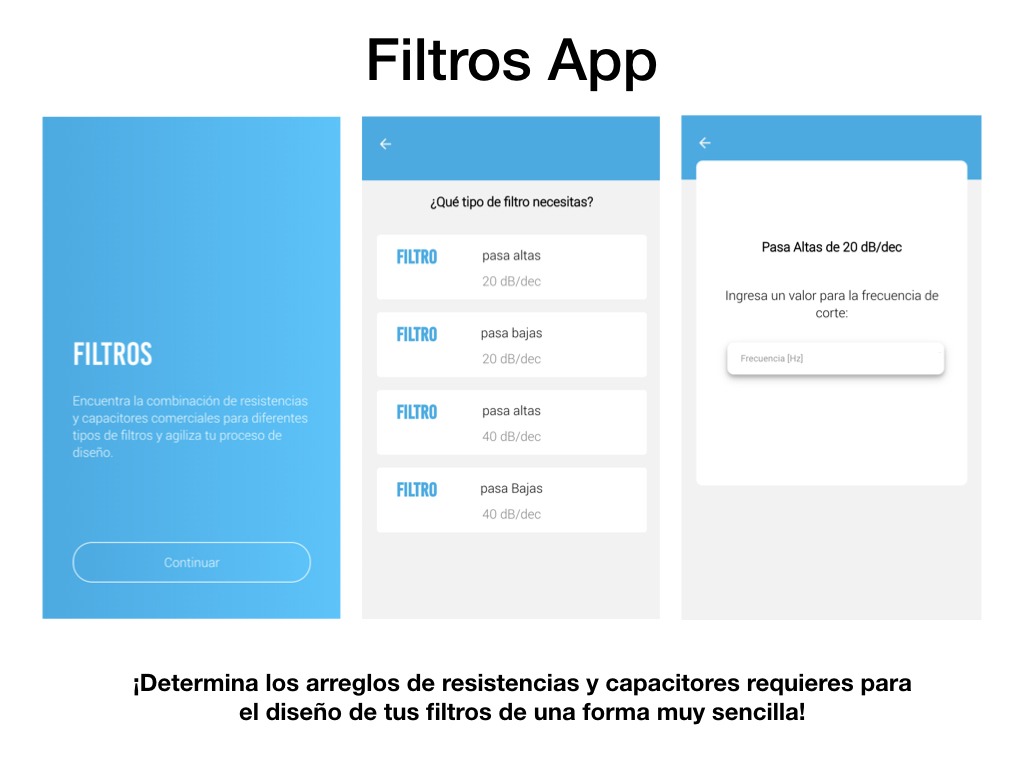 Filtros App
FILTROS
Encuentra la combinación de resistencias
y capacitores comerciales para diferentes
tipos de filtros y agiliza tu proceso de
diseño.
Continuar
¿Qué tipo de filtro necesitas?
FILTRO pasa altas
20 dB/dec
FILTRO pasa bajas
20 dB/dec
FILTRO pasa altas
40 dB/dec
FILTRO pasa Bajas
40 dB/dec
Pasa Altas de 20 dB/dec
Ingresa un valor para la frecuencia de
corte:
Frecuencia [Hz]
¡Determina los arreglos de resistencias y capacitores requieres para
el diseño de tus filtros de una forma muy sencilla!